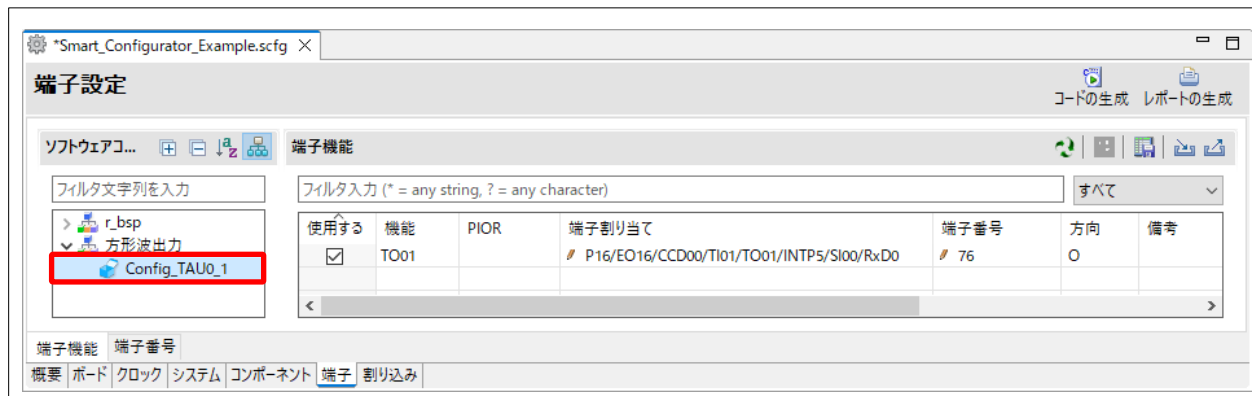 *Smart_Configurator_Example.scfg
端子設定
コードの生成 レポートの生成
ソフトウェアコ...
端子機能
フィルタ文字列を入力
フィルタ入力 (* = any string, ? = any character)
すべて
r_bsp
方形波出力
Config_TAU0_1
使用する 機能 PIOR 端子割り当て 端子番号 方向 備考
TO01 P16/EO16/CCD00/TI01/TO01/INTP5/SI00/RxD0 76 O
端子機能 端子番号
概要 ボード クロック システム コンポーネント 端子 割り込み